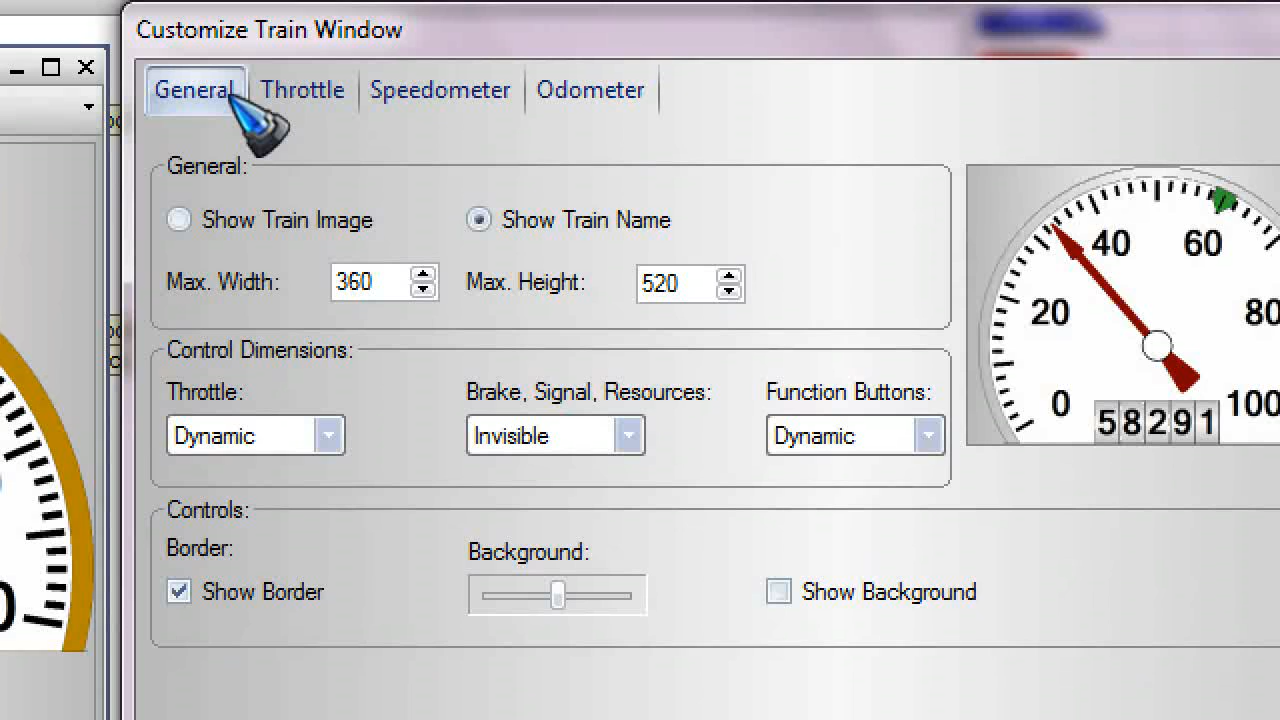 Customize Train Window
General Throttle Speedometer Odometer
General:
Show Train Image Show Train Name
Max. Width: 360 Max. Height: 520
Control Dimensions:
Throttle: Brake, Signal, Resources: Function Buttons:
Dynamic Invisible Dynamic
Controls:
Border: Background:
Show Border Show Background
40 60
20 80
0 100
58291